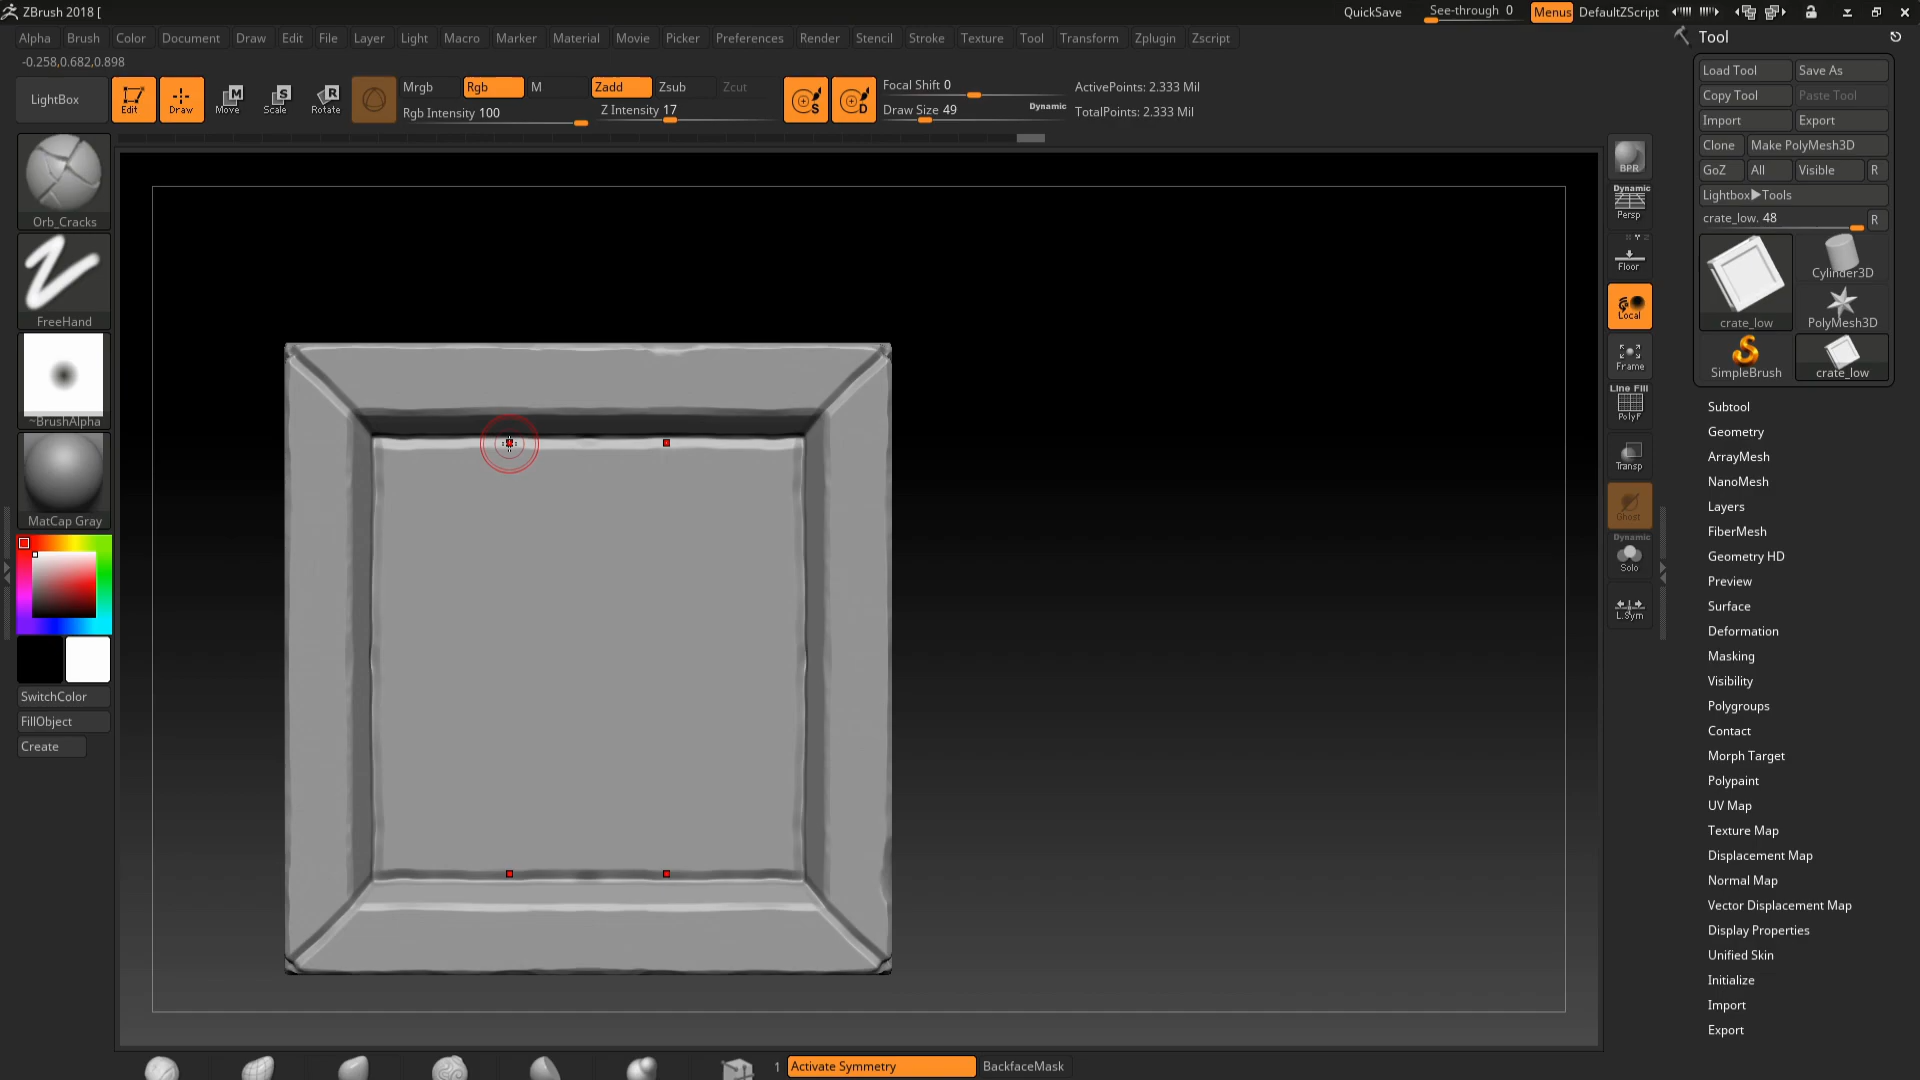 ZBrush 2018 [
QuickSave
See-through 0
Menus
DefaultZScript
Alpha Brush Color Document Draw Edit File Layer Light Macro Marker Material Movie Picker Preferences Render Stencil Stroke Texture Tool Transform Zplugin Zscript
-0.258,0.682,0.898
LightBox
Edit
Draw
M
Move
S
Scale
R
Rotate
Mrgb Rgb M
Rgb Intensity 100
Zadd Zsub Zcut
Z Intensity 17
S
D
Focal Shift 0
Draw Size 49
Dynamic
ActivePoints: 2.333 Mil
TotalPoints: 2.333 Mil
Orb_Cracks
FreeHand
~BrushAlpha
MatCap Gray
SwitchColor
FillObject
Create
BPR
Dynamic
Persp
Floor
Local
Frame
Line Fill
PolyF
Transp
Ghost
Dynamic
Solo
L.Sym
Tool
Load Tool Save As
Copy Tool Paste Tool
Import Export
Clone Make PolyMesh3D
GoZ All Visible R
Lightbox▶Tools
crate_low. 48 R
crate_low
Cylinder3D
PolyMesh3D
SimpleBrush
crate_low
Subtool
Geometry
ArrayMesh
NanoMesh
Layers
FiberMesh
Geometry HD
Preview
Surface
Deformation
Masking
Visibility
Polygroups
Contact
Morph Target
Polypaint
UV Map
Texture Map
Displacement Map
Normal Map
Vector Displacement Map
Display Properties
Unified Skin
Initialize
Import
Export
1
Activate Symmetry
BackfaceMask